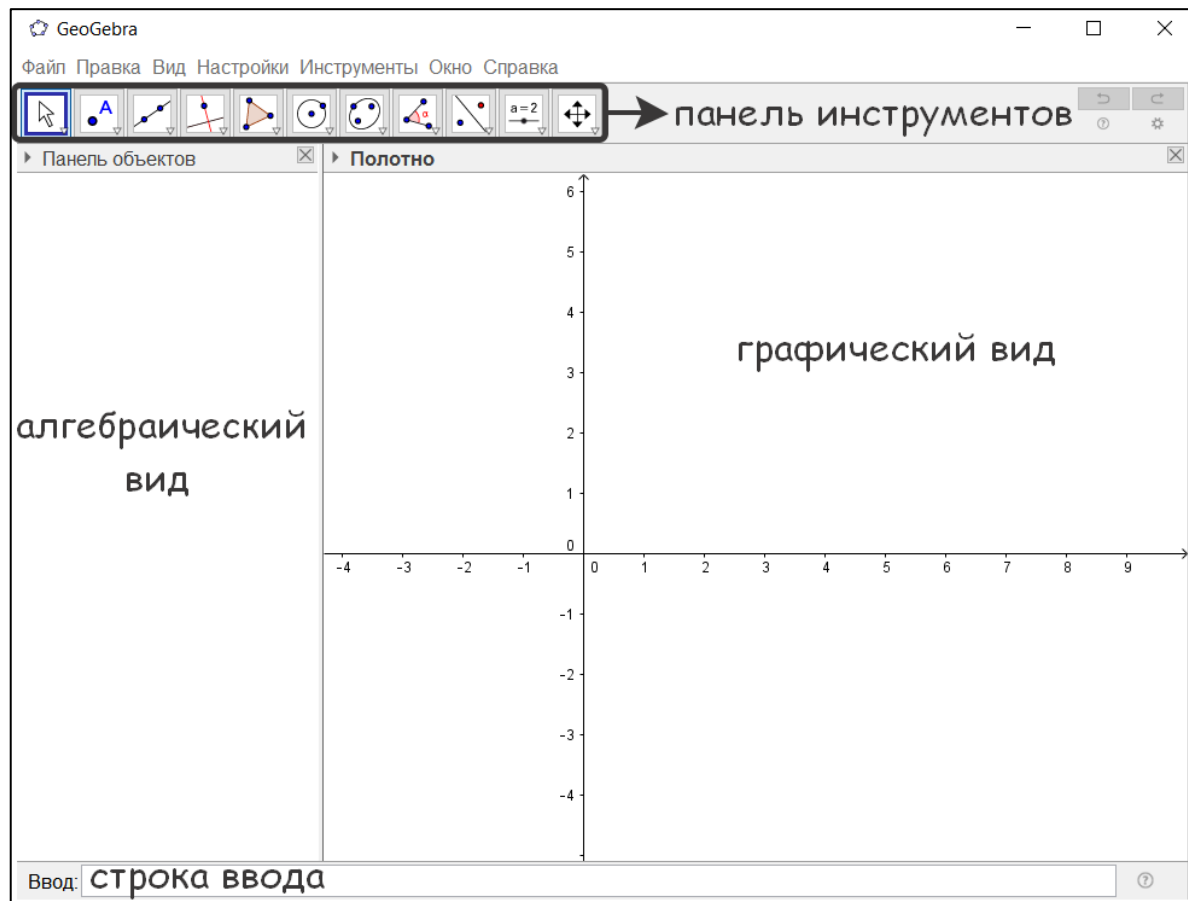 GeoGebra
Файл Правка Вид Настройки Инструменты Окно Справка
A α a=2 панель инструментов
Панель объектов
Полотно
6
5
4
графический вид
3
алгебраический
вид
2
1
0
-4 -3 -2 -1 0 1 2 3 4 5 6 7 8 9
-1
-2
-3
-4
Ввод: строка ввода